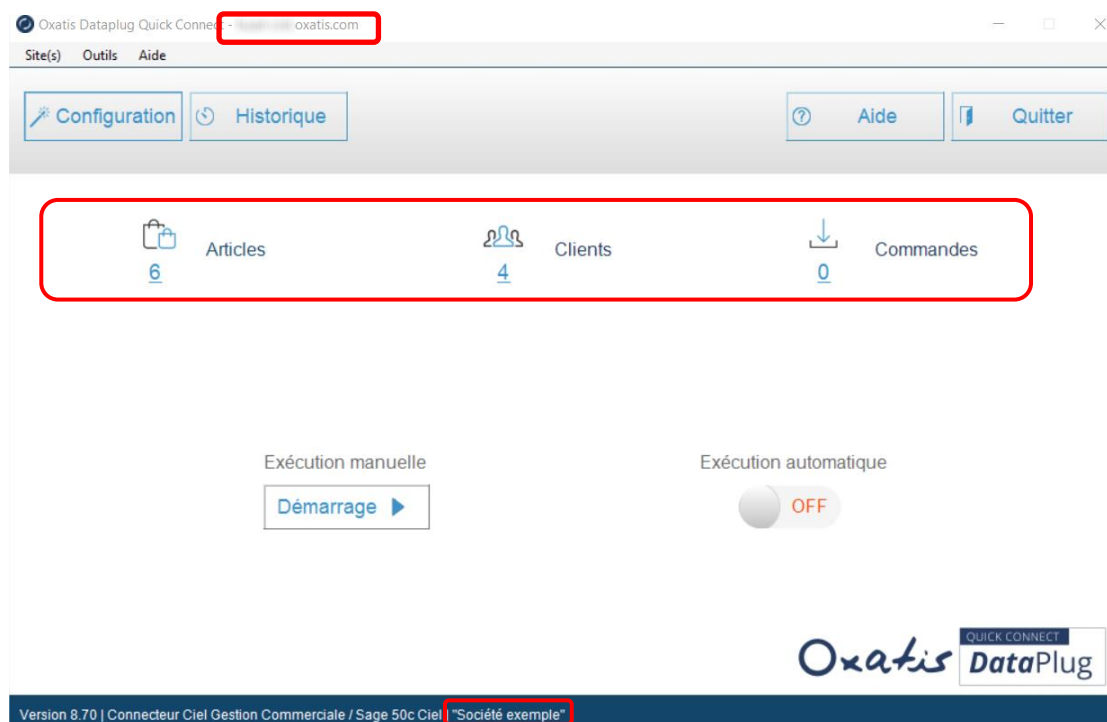 Oxatis Dataplug Quick Connect - oxatis.com
Site(s) Outils Aide
Configuration Historique Aide Quitter
Articles Clients Commandes
6 4 0
Exécution manuelle Exécution automatique
Démarrage OFF
Oxatis QUICK CONNECT
DataPlug
Version 8.70 | Connecteur Ciel Gestion Commerciale / Sage 50c Ciel | "Société exemple"